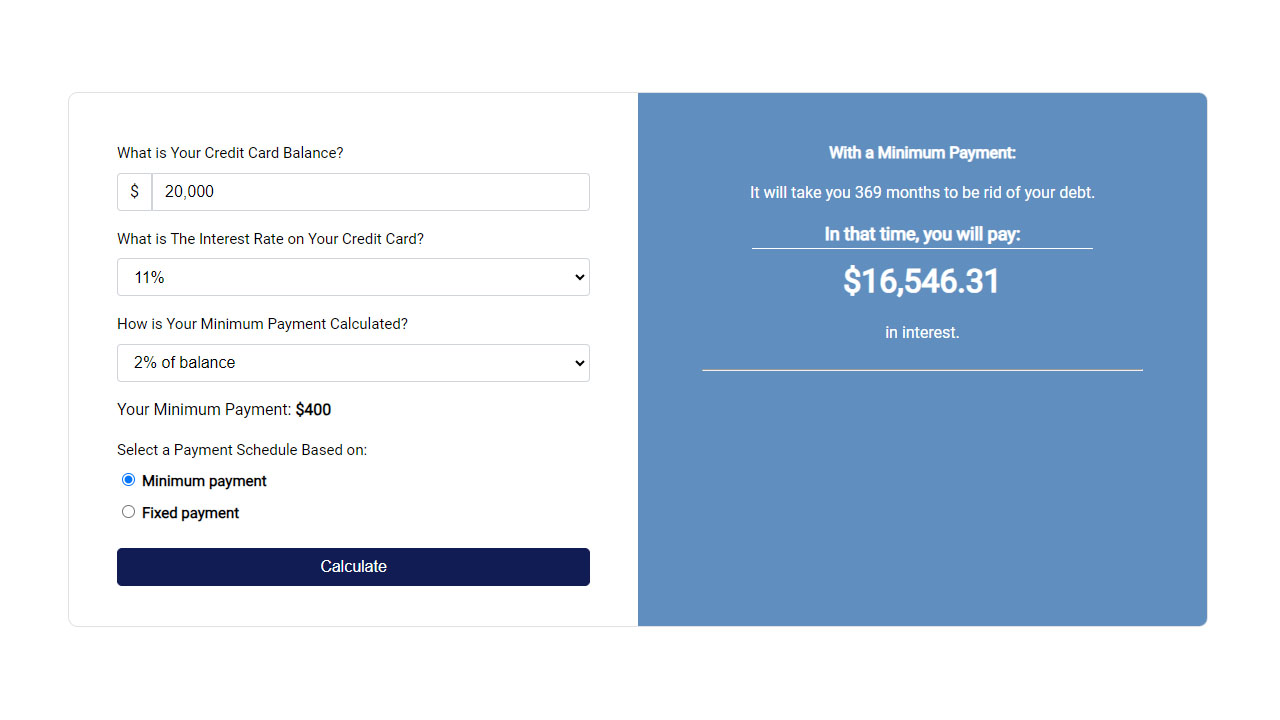 What is Your Credit Card Balance?
$ 20,000
What is The Interest Rate on Your Credit Card?
11%
How is Your Minimum Payment Calculated?
2% of balance
Your Minimum Payment: $400
Select a Payment Schedule Based on:
Minimum payment
Fixed payment
Calculate
With a Minimum Payment:
It will take you 369 months to be rid of your debt.
In that time, you will pay:
$16,546.31
in interest.